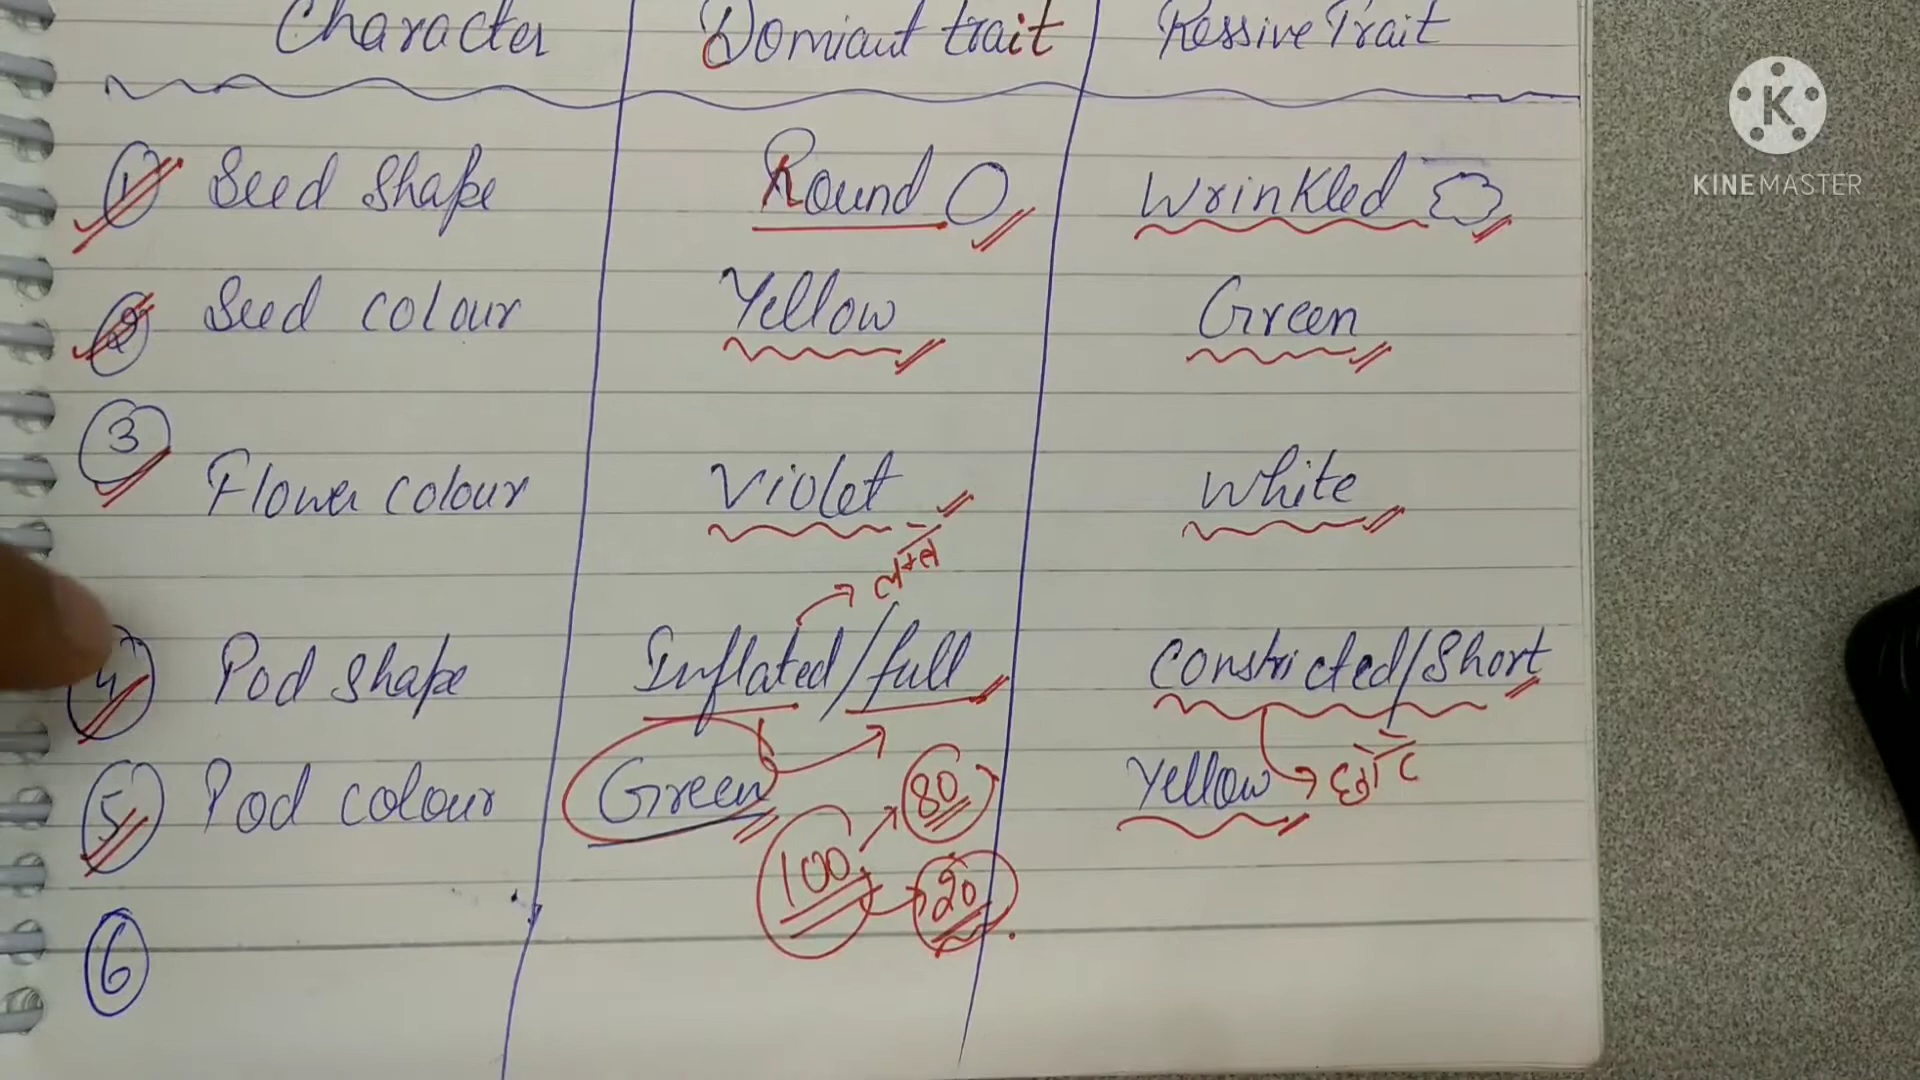 Character Domiant trait Ressive Trait
① Seed Shape Round Wrinkled
② Seed colour Yellow Green
③ Flower colour Violet White
④ Pod Shape Inflated/full Constricted/Short
⑤ Pod colour Green Yellow
80
100
20
⑥
K
KINEMASTER